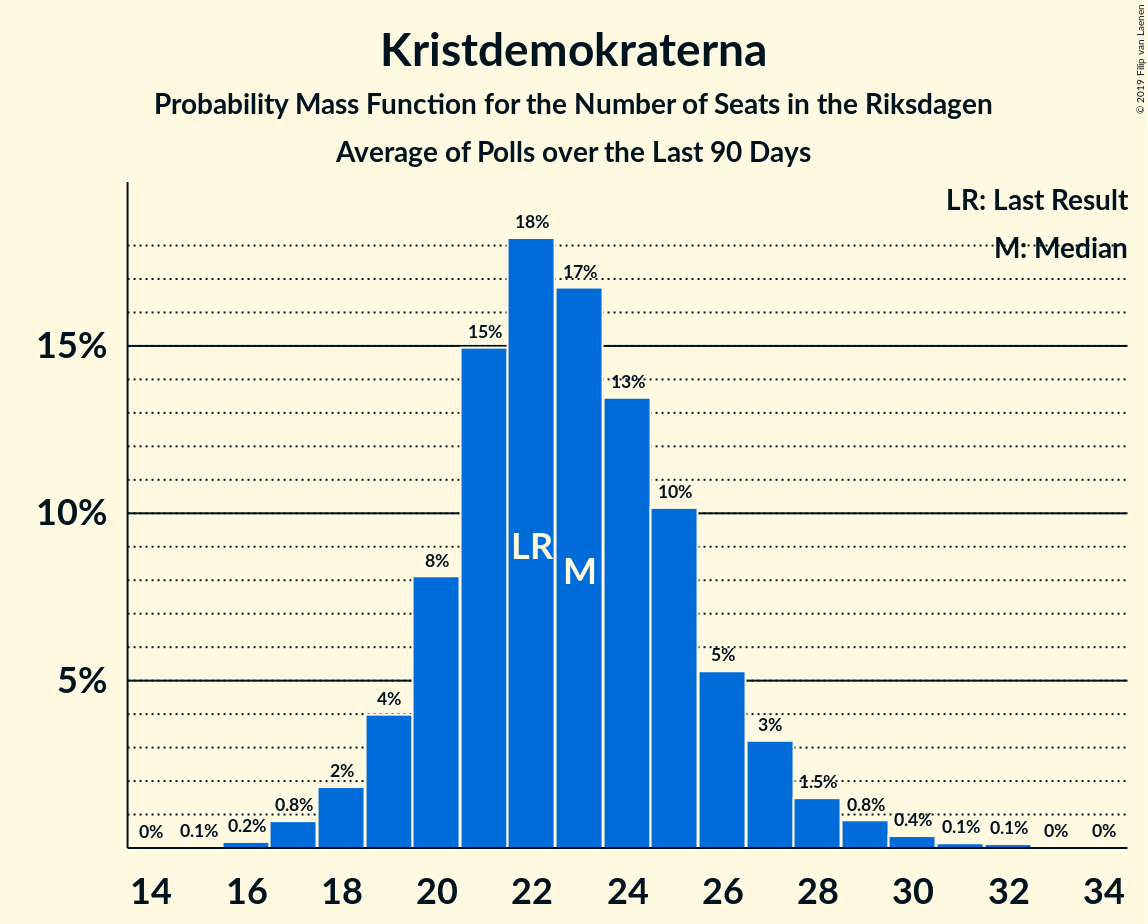 Kristdemokraterna
Probability Mass Function for the Number of Seats in the Riksdagen
Average of Polls over the Last 90 Days
© 2019 Filip van Laenen
LR: Last Result
M: Median
15%
10%
5%
0%
0.1%
0.2%
0.8%
2%
4%
8%
15%
18%
17%
13%
10%
5%
3%
1.5%
0.8%
0.4%
0.1%
0.1%
0%
0%
LR
M
14 16 18 20 22 24 26 28 30 32 34